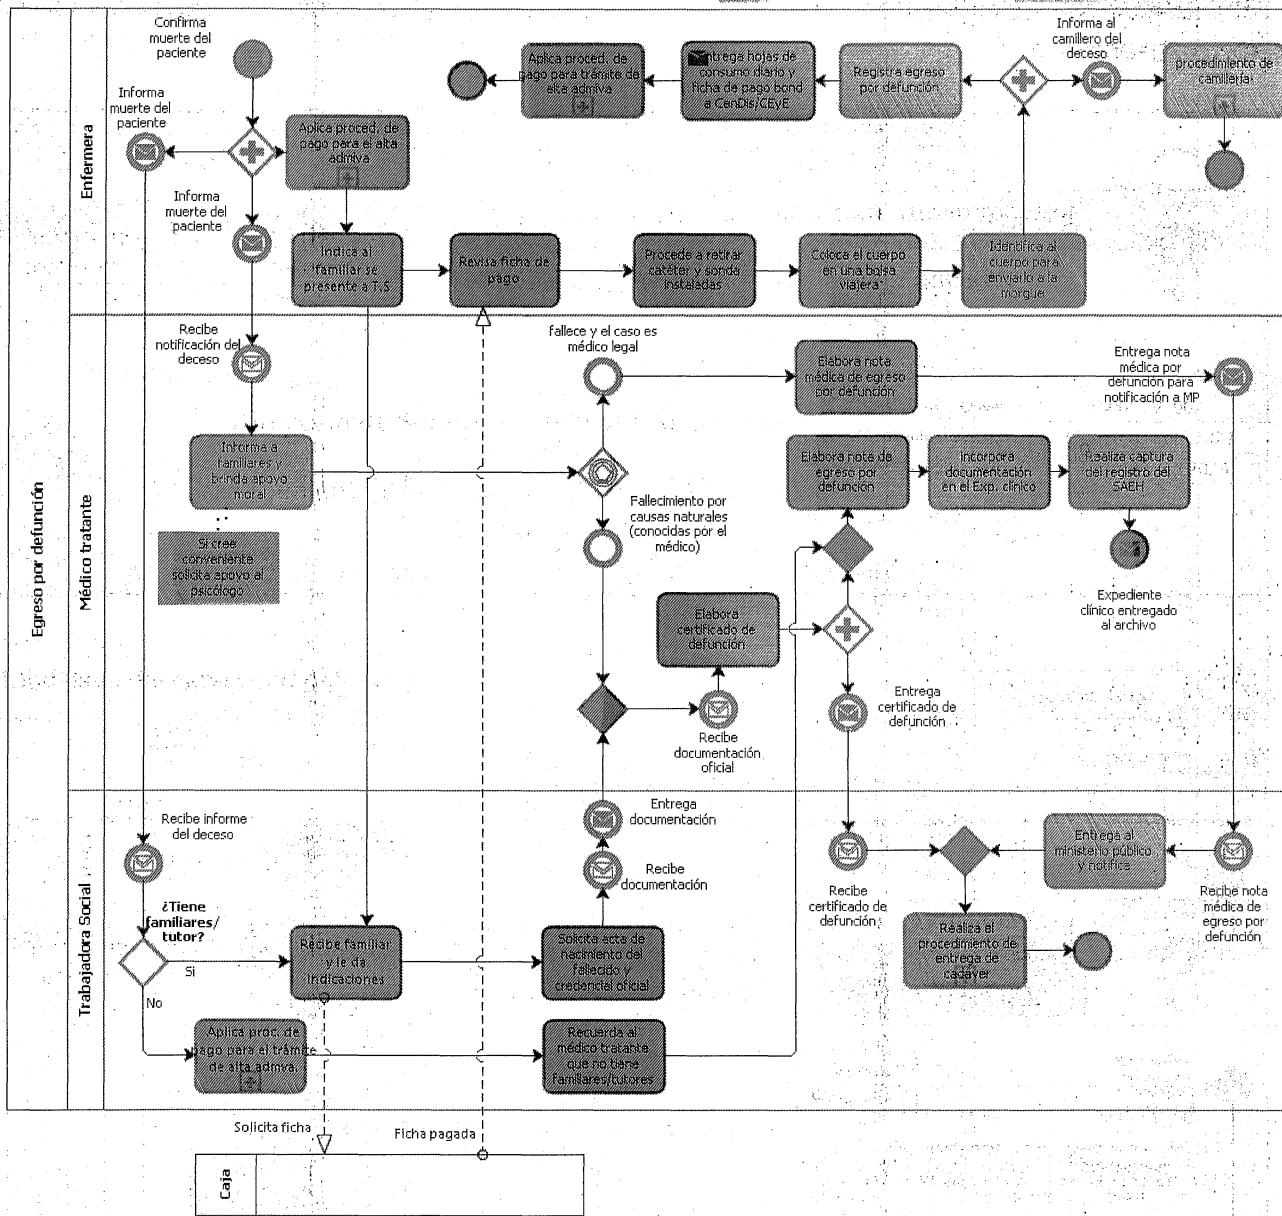 Egreso por defunción
Enfermera
Confirma
muerte del
paciente
Informa
muerte del
paciente
Aplica proced. de
pago para el alta
admiva
Informa
muerte del
paciente
Indica al
familiar se
presente a T.S
Revisa ficha de
pago
Procede a retirar
catéter y sonda
instaladas
Coloca el cuerpo
en una bolsa
viajera
Identifica al
cuerpo para
enviarlo a la
morgue
Aplica proced. de
pago para trámite de
alta admiva
Entrega hojas de
consumo diario y
ficha de pago bond
a CenDis/CEyE
Registra egreso
por defunción
Informa al
camillero del
deceso
procedimiento de
camillería
Médico tratante
Recibe
notificación del
deceso
Informa a
familiares y
brinda apoyo
moral
Si cree
conveniente
solicita apoyo al
psicólogo
fallece y el caso es
médico legal
Elabora nota
médica de egreso
por defunción
Entrega nota
médica por
defunción para
notificación a MP
Fallecimiento por
causas naturales
(conocidas por el
médico)
Elabora nota de
egreso por
defunción
Incorpora
documentación
en el Exp. clínico
Realiza captura
del registro del
SAEH
Expediente
clínico entregado
al archivo
Elabora
certificado de
defunción
Recibe
documentación
oficial
Entrega
certificado de
defunción
Trabajadora Social
Recibe informe
del deceso
¿Tiene
familiares/
tutor?
Si
No
Recibe familiar
y le da
indicaciones
Aplica proc. de
pago para el trámite
de alta admva.
Entrega
documentación
Recibe
documentación
Solicita acta de
nacimiento del
fallecido y
credencial oficial
Recuerda al
médico tratante
que no tiene
familiares/tutores
Recibe
certificado de
defunción
Entrega al
ministerio público
y notifica
Recibe nota
médica de
egreso por
defunción
Realiza el
procedimiento de
entrega de
cadáver
Solicita ficha
Ficha pagada
Caja